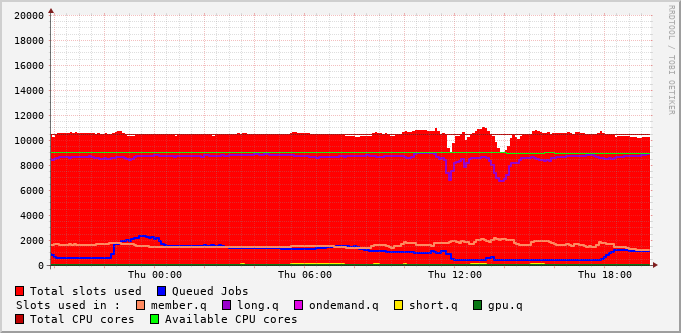 20000
18000
16000
14000
12000
10000
8000
6000
4000
2000
0
Thu 00:00 Thu 06:00 Thu 12:00 Thu 18:00
Total slots used Queued Jobs
Slots used in : member.q long.q ondemand.q short.q gpu.q
Total CPU cores Available CPU cores
RRDTOOL / TOBI OETIKER